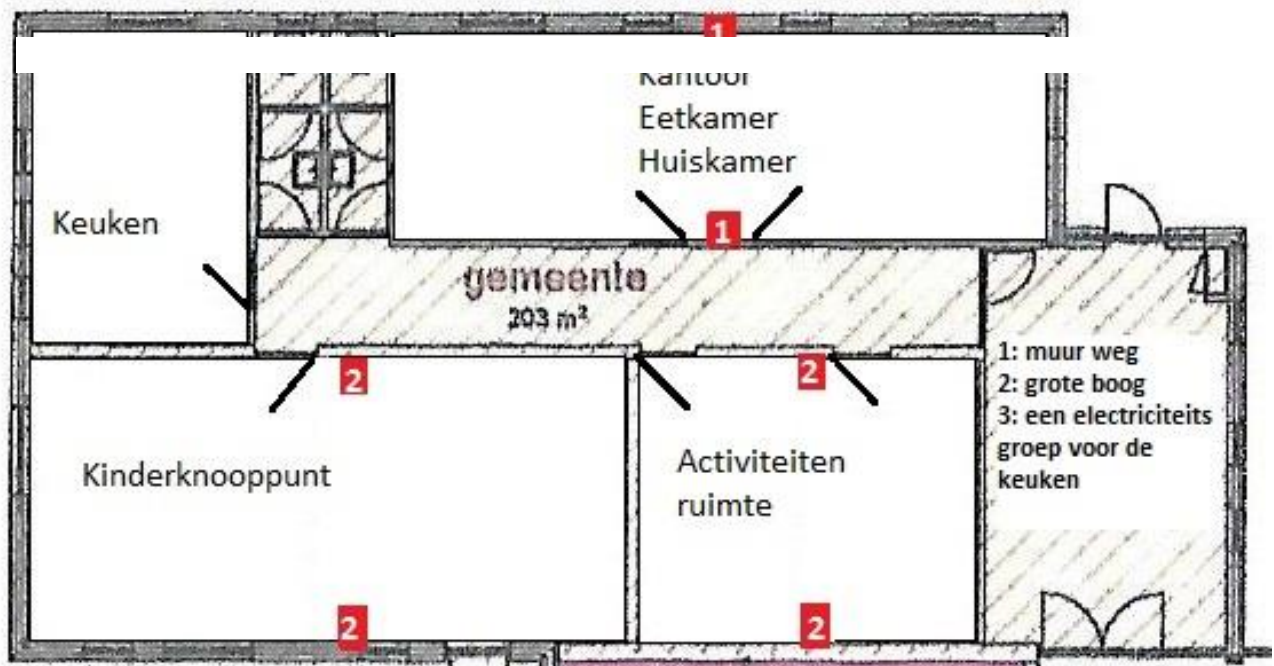 1
Kantoor
Eetkamer
Huiskamer
Keuken
1
gemeente
203 m²
2
2
1: muur weg
2: grote boog
3: een electriciteits
groep voor de
keuken
Kinderknooppunt
Activiteiten
ruimte
2
2